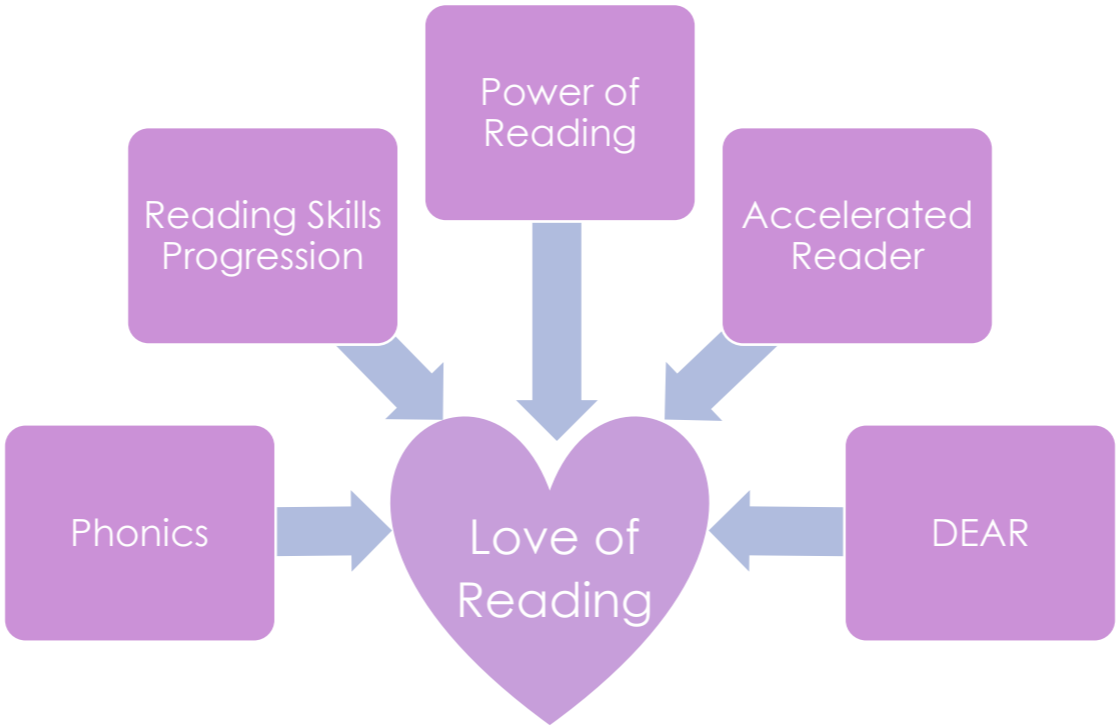 Power of
Reading
Reading Skills
Progression
Accelerated
Reader
Phonics
Love of
Reading
DEAR